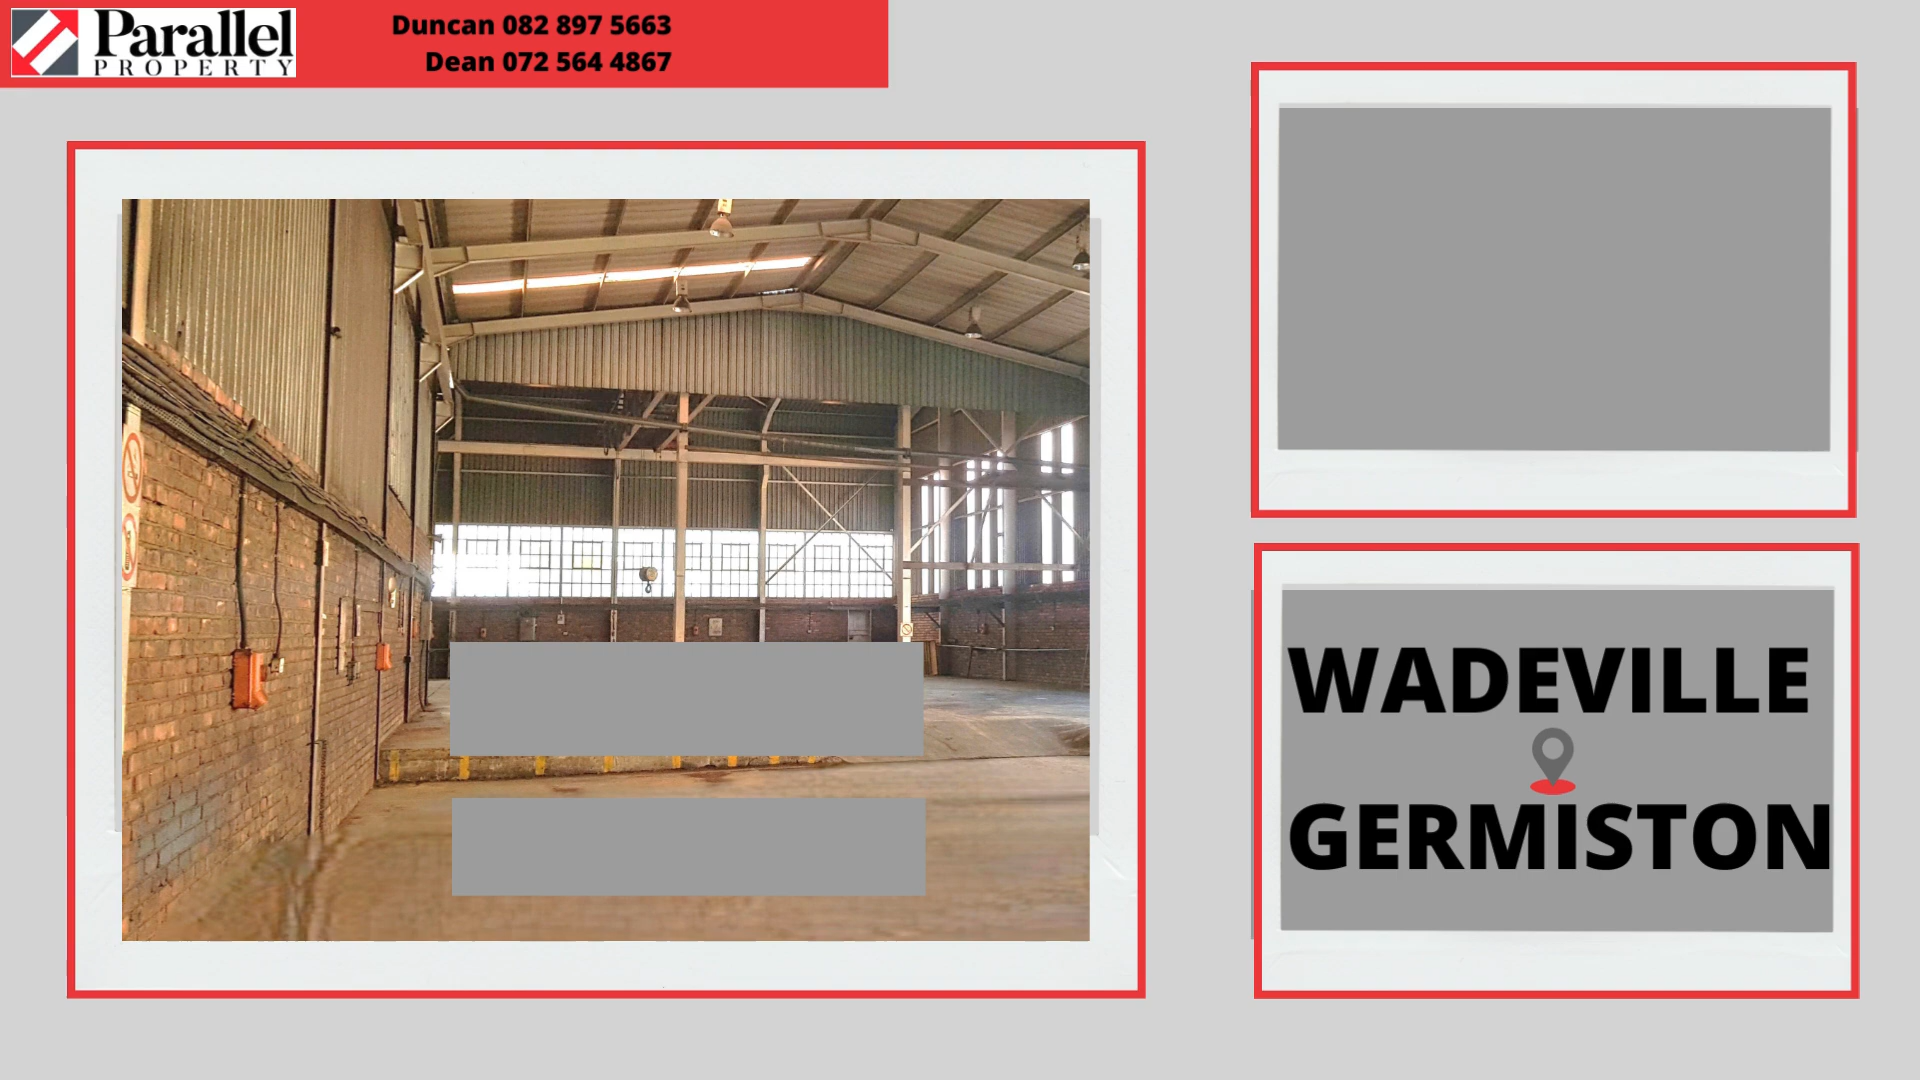 Parallel
PROPERTY
Duncan 082 897 5663
Dean 072 564 4867
WADEVILLE
GERMISTON